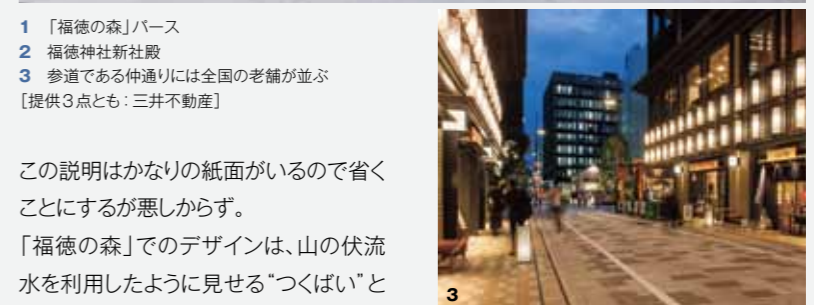 1 「福徳の森」パース
2 福徳神社新社殿
3 参道である仲通りには全国の老舗が並ぶ
[提供3点とも:三井不動産]
この説明はかなりの紙面がいるので省く
ことにするが悪しからず。
「福徳の森」でのデザインは、山の伏流
水を利用したように見せる“つくばい”と
3